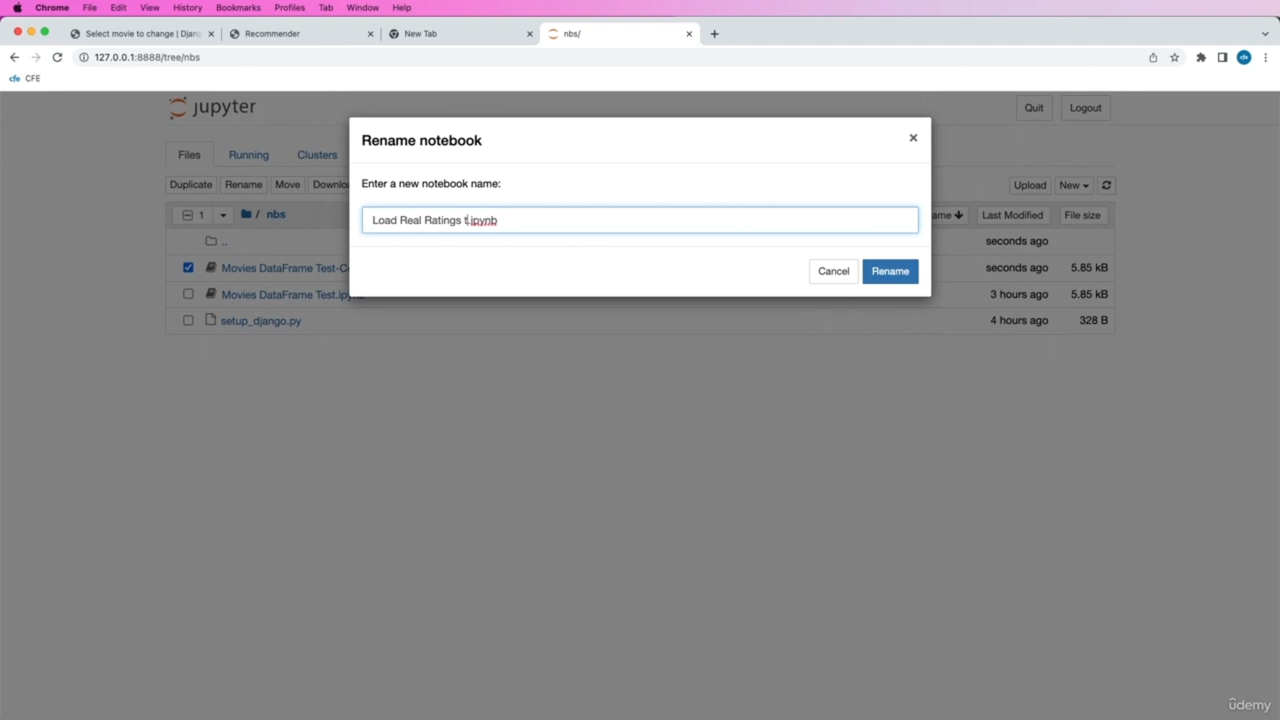 Chrome File Edit View History Bookmarks Profiles Tab Window Help
Select movie to change | Djang Recommender New Tab nbs/
127.0.0.1:8888/tree/nbs
cfe CFE
jupyter Quit Logout
Rename notebook
Files Running Clusters
Enter a new notebook name:
Duplicate Rename Move Downloa Upload New
Load Real Ratings t.ipynb
1 / nbs ame Last Modified File size
.. seconds ago
Movies DataFrame Test-C seconds ago 5.85 kB
Cancel Rename
Movies DataFrame Test.ipynb 3 hours ago 5.85 kB
setup_django.py 4 hours ago 328 B
ûdemy